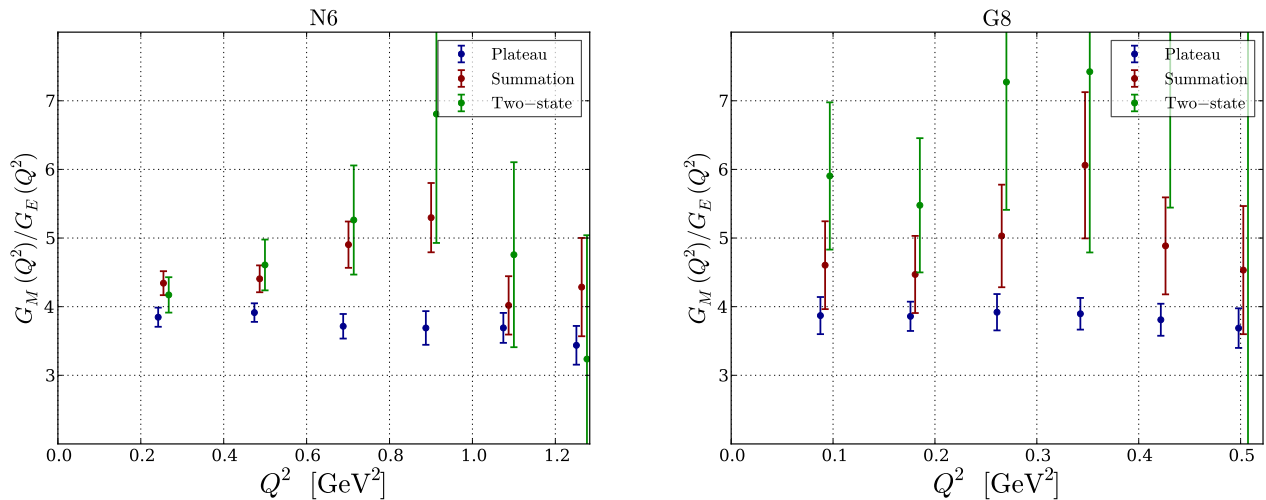 N6
G_M(Q^2)/G_E(Q^2)
7
6
5
4
3
0.0 0.2 0.4 0.6 0.8 1.0 1.2
Q^2 [GeV^2]
Plateau
Summation
Two−state
G8
G_M(Q^2)/G_E(Q^2)
7
6
5
4
3
0.0 0.1 0.2 0.3 0.4 0.5
Q^2 [GeV^2]
Plateau
Summation
Two−state